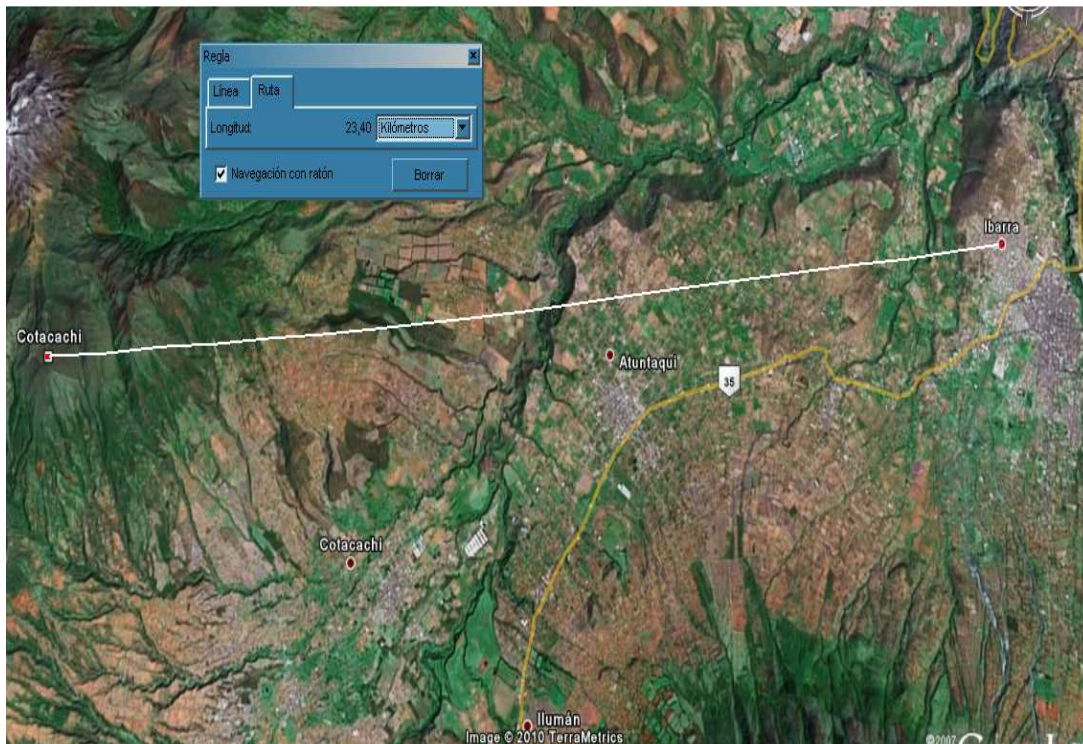 Regla
Línea Ruta
Longitud: 23,40 Kilómetros
Navegación con ratón Borrar
Ibarra
Cotacachi
Atuntaqui
35
Cotacachi
Ilumán
Image © 2010 TerraMetrics
©2007